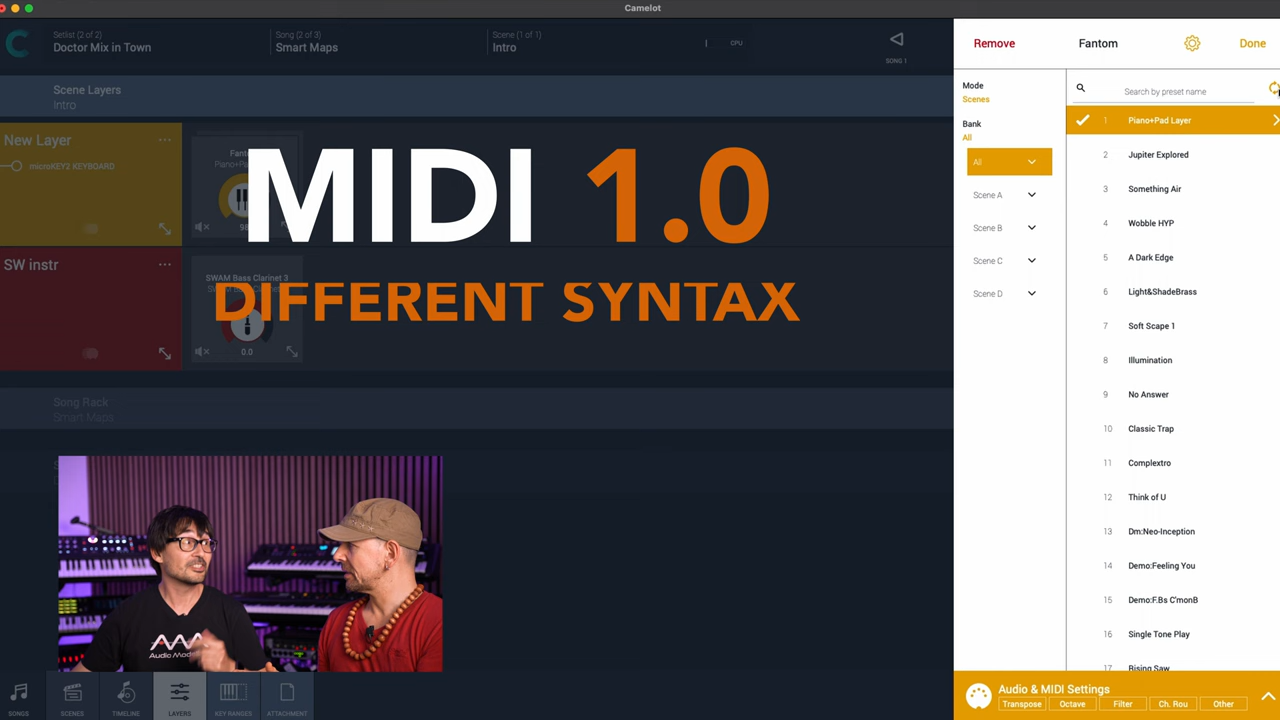 Camelot
Setlist (2 of 2)
Doctor Mix in Town
Song (2 of 3)
Smart Maps
Scene (1 of 1)
Intro
CPU
SONG 1
Scene Layers
Intro
New Layer
microKEY2 KEYBOARD
SW instr
SWAM Bass Clarinet 3
0.0
MIDI 1.0
DIFFERENT SYNTAX
Song Rack
Smart Maps
Audio
SONGS
SCENES
TIMELINE
LAYERS
KEY RANGES
ATTACHMENT
Remove
Fantom
Done
Mode
Scenes
Bank
All
All
Scene A
Scene B
Scene C
Scene D
Search by preset name
1 Piano+Pad Layer
2 Jupiter Explored
3 Something Air
4 Wobble HYP
5 A Dark Edge
6 Light&ShadeBrass
7 Soft Scape 1
8 Illumination
9 No Answer
10 Classic Trap
11 Complextro
12 Think of U
13 Dm:Neo-Inception
14 Demo:Feeling You
15 Demo:F.Bs C'monB
16 Single Tone Play
17 Rising Saw
Audio & MIDI Settings
Transpose
Octave
Filter
Ch. Rou
Other